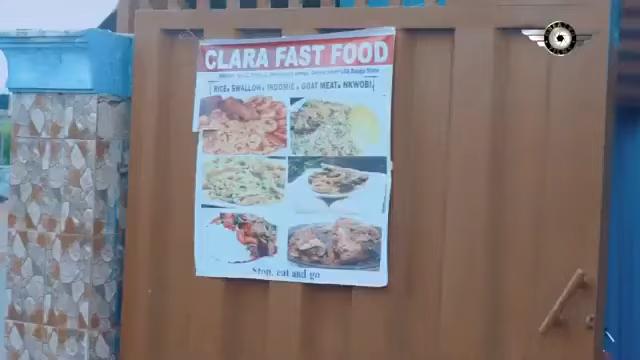 CLARA FAST FOOD
RICE, SWALLOW, INDOMIE, GOAT MEAT, NKWOBI
Stop, eat and go